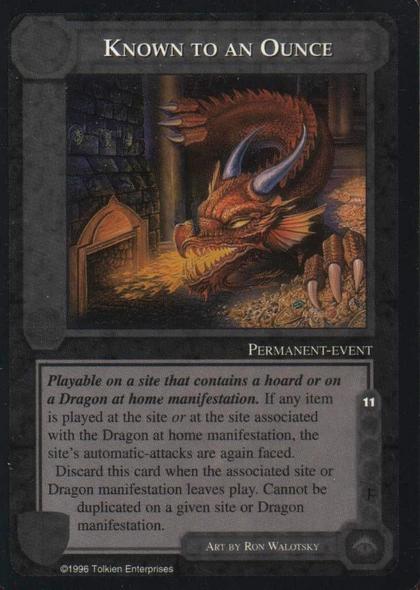 KNOWN TO AN OUNCE
PERMANENT-EVENT
Playable on a site that contains a hoard or on
a Dragon at home manifestation. If any item
is played at the site or at the site associated
with the Dragon at home manifestation, the
site's automatic-attacks are again faced.
Discard this card when the associated site or
Dragon manifestation leaves play. Cannot be
duplicated on a given site or Dragon
manifestation.
11
ART BY RON WALOTSKY
©1996 Tolkien Enterprises